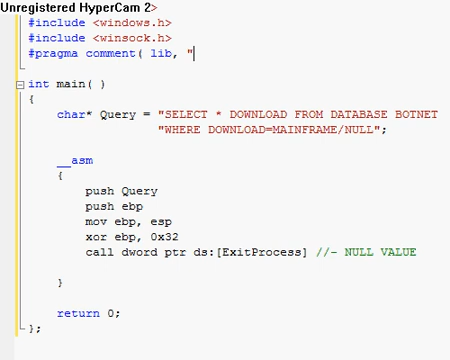 Unregistered HyperCam 2>
#include <windows.h>
#include <winsock.h>
#pragma comment( lib, "
int main( )
{
char* Query = "SELECT * DOWNLOAD FROM DATABASE BOTNET
"WHERE DOWNLOAD=MAINFRAME/NULL";
__asm
{
push Query
push ebp
mov ebp, esp
xor ebp, 0x32
call dword ptr ds:[ExitProcess] //- NULL VALUE
}
return 0;
};